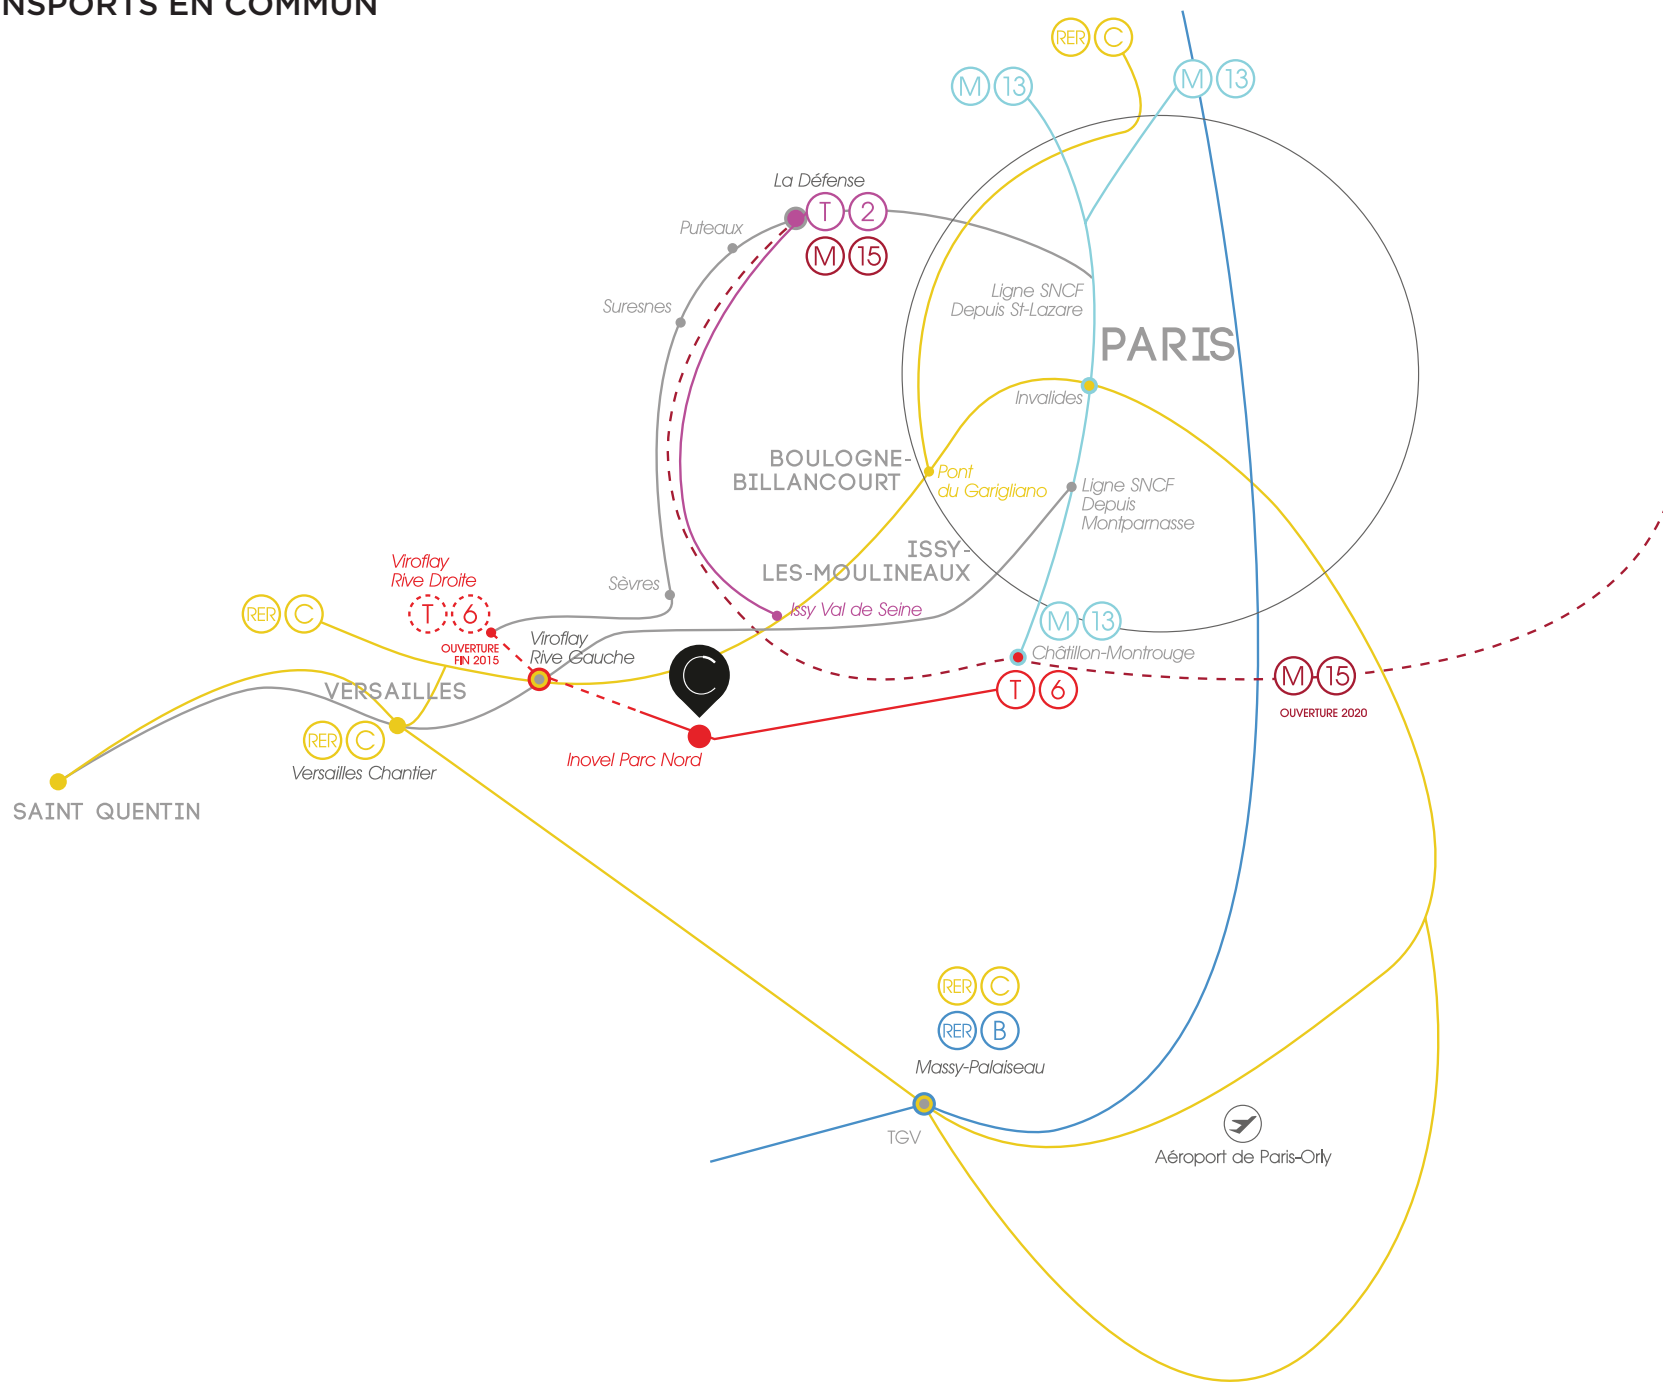 NSPORTS EN COMMUN
RER C
M 13
M 13
La Défense
T 2
M 15
Puteaux
Suresnes
Ligne SNCF
Depuis St-Lazare
PARIS
Invalides
BOULOGNE-
BILLANCOURT
Pont
du Garigliano
Ligne SNCF
Depuis
Montparnasse
ISSY-
LES-MOULINEAUX
Viroflay
Rive Droite
T 6
OUVERTURE
FIN 2015
Sèvres
Issy Val de Seine
RER C
Viroflay
Rive Gauche
M 13
Châtillon-Montrouge
C
T 6
M 15
OUVERTURE 2020
VERSAILLES
RER C
Versailles Chantier
Inovel Parc Nord
SAINT QUENTIN
RER C
RER B
Massy-Palaiseau
TGV
Aéroport de Paris-Orly